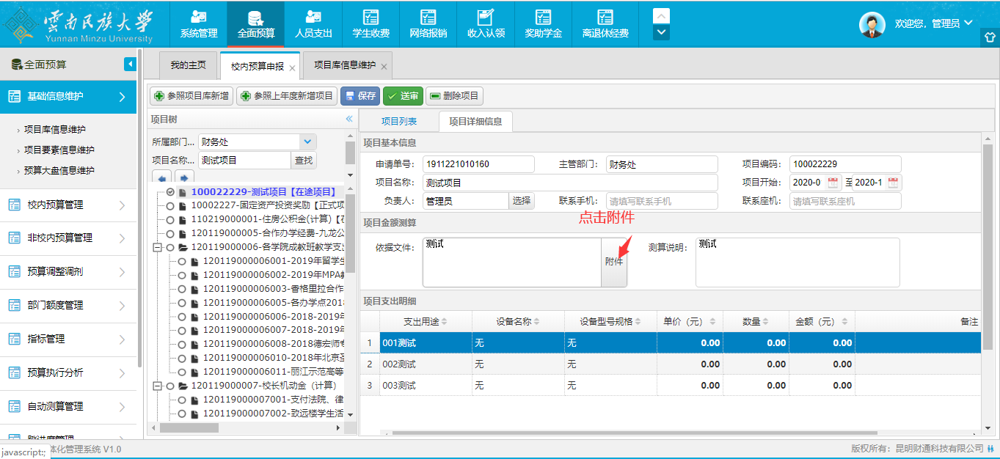 雲南民族大学
Yunnan Minzu University
系统管理 全面预算 人员支出 学生收费 网络报销 收入认领 奖助学金 离退休经费
欢迎您，管理员
全面预算
我的主页 校内预算申报 项目库信息维护
基础信息维护
项目库信息维护
项目要素信息维护
预算大盘信息维护
校内预算管理
非校内预算管理
预算调整调剂
部门额度管理
指标管理
预算执行分析
自动测算管理
参照项目库新增 参照上年度新增项目 保存 送审 删除项目
项目树
所属部门... 财务处
项目名称... 测试项目 查找
100022229-测试项目【在途项目】
10002227-固定资产投资奖励【正式项
110219000001-住房公积金(计算)【在
120119000005-合作办学经费-九龙公
120119000006-各学院成教班教学支出
120119000006001-2019年留学生
120119000006002-2019年MPA教
120119000006003-香格里拉合作
120119000006005-各办学点2018
120119000006006-2018-2019年
120119000006007-2018-2019年
120119000006008-2018德宏师专
120119000006010-2018年北京圣
120119000006011-丽江示范高等
120119000007-校长机动金（计算）
120119000007001-支付法院、律
120119000007002-致远楼学生活
项目列表 项目详细信息
项目基本信息
申请单号： 1911221010160 主管部门： 财务处 项目编码： 100022229
项目名称： 测试项目 项目开始： 2020-0 至 2020-1
负责人： 管理员 选择 联系手机： 请填写联系手机 联系座机： 请填写联系座机
点击附件
项目金额测算
依据文件： 测试 附件 测算说明： 测试
项目支出明细
支出用途 设备名称 设备型号规格 单价（元） 数量 金额（元） 备注
1 001测试 无 无 0.00 0.00 0.00
2 002测试 无 无 0.00 0.00 0.00
3 003测试 无 无 0.00 0.00 0.00
javascript:; 体化管理系统 V1.0
版权所有：昆明财通科技有限公司